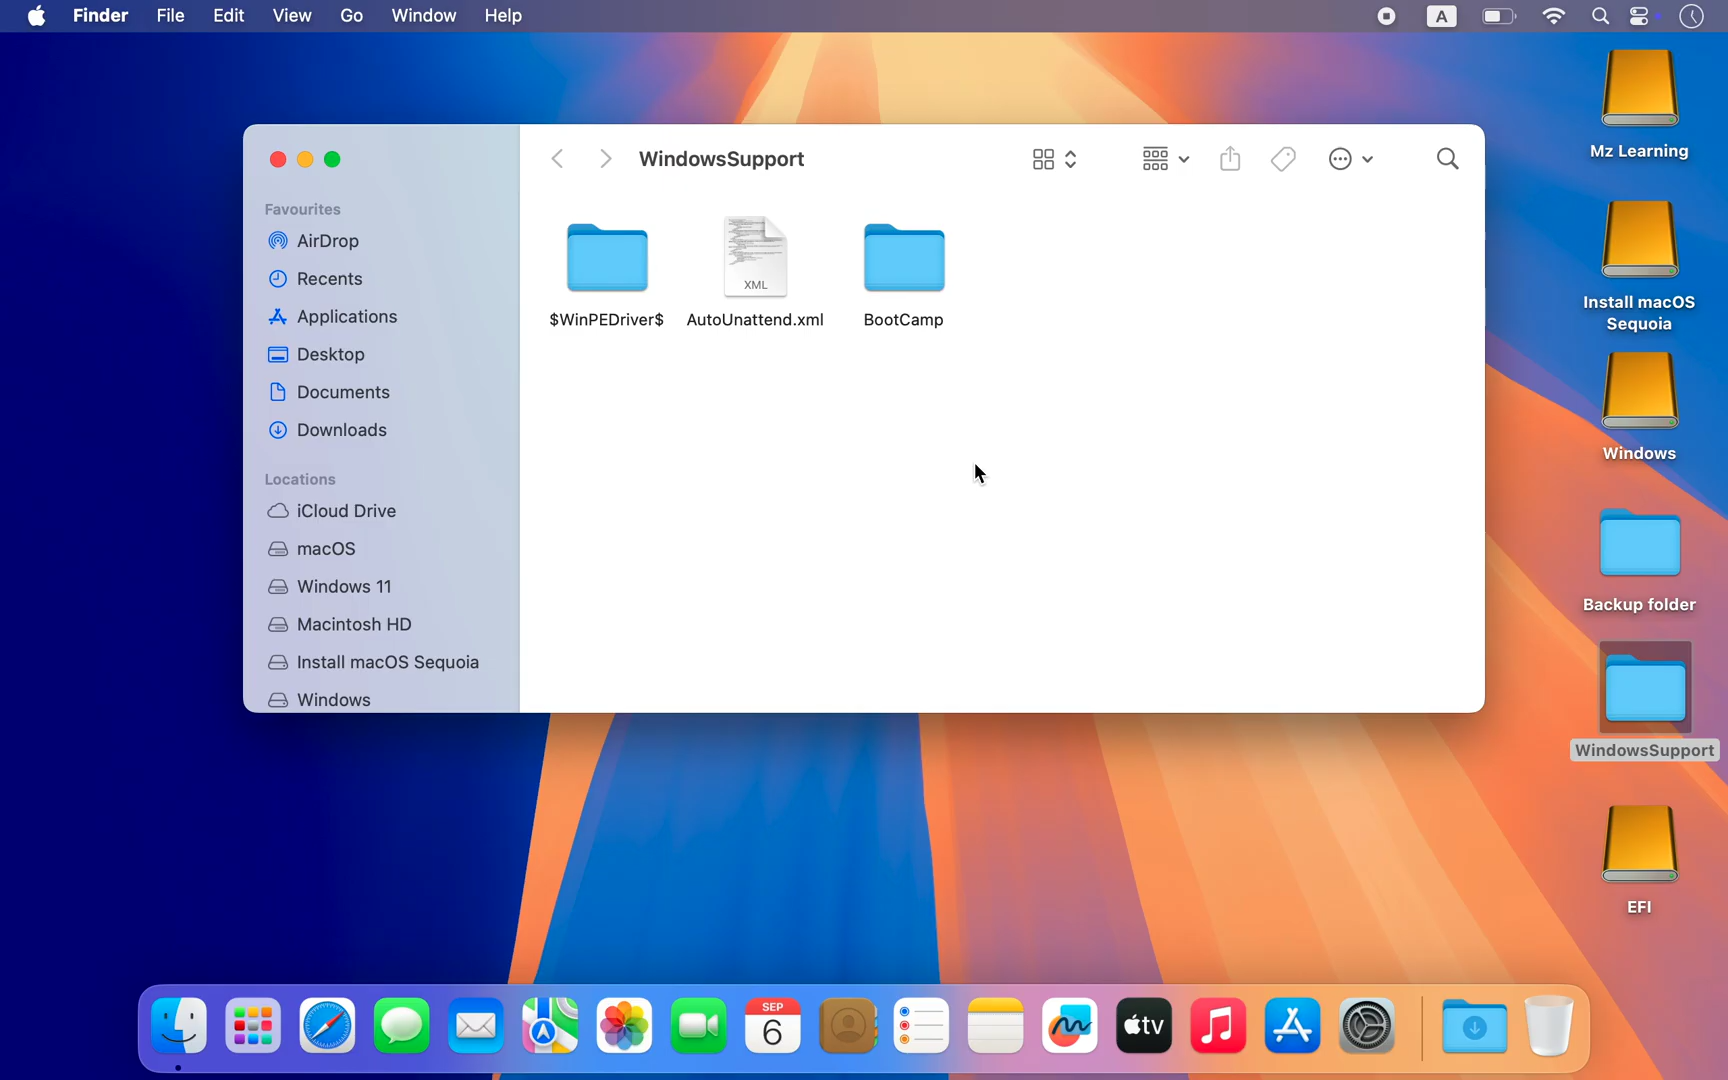 Finder File Edit View Go Window Help
A
WindowsSupport
Favourites
AirDrop
Recents
Applications
Desktop
Documents
Downloads
Locations
iCloud Drive
macOS
Windows 11
Macintosh HD
Install macOS Sequoia
Windows
XML
$WinPEDriver$ AutoUnattend.xml BootCamp
Mz Learning
Install macOS
Sequoia
Windows
Backup folder
WindowsSupport
EFI
SEP
6
tv